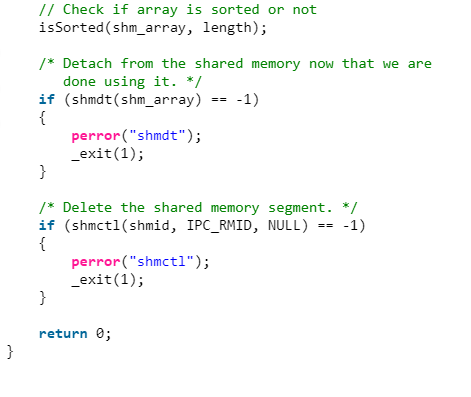 // Check if array is sorted or not
isSorted(shm_array, length);
/* Detach from the shared memory now that we are
done using it. */
if (shmdt(shm_array) == -1)
{
perror("shmdt");
_exit(1);
}
/* Delete the shared memory segment. */
if (shmctl(shmid, IPC_RMID, NULL) == -1)
{
perror("shmctl");
_exit(1);
}
return 0;
}